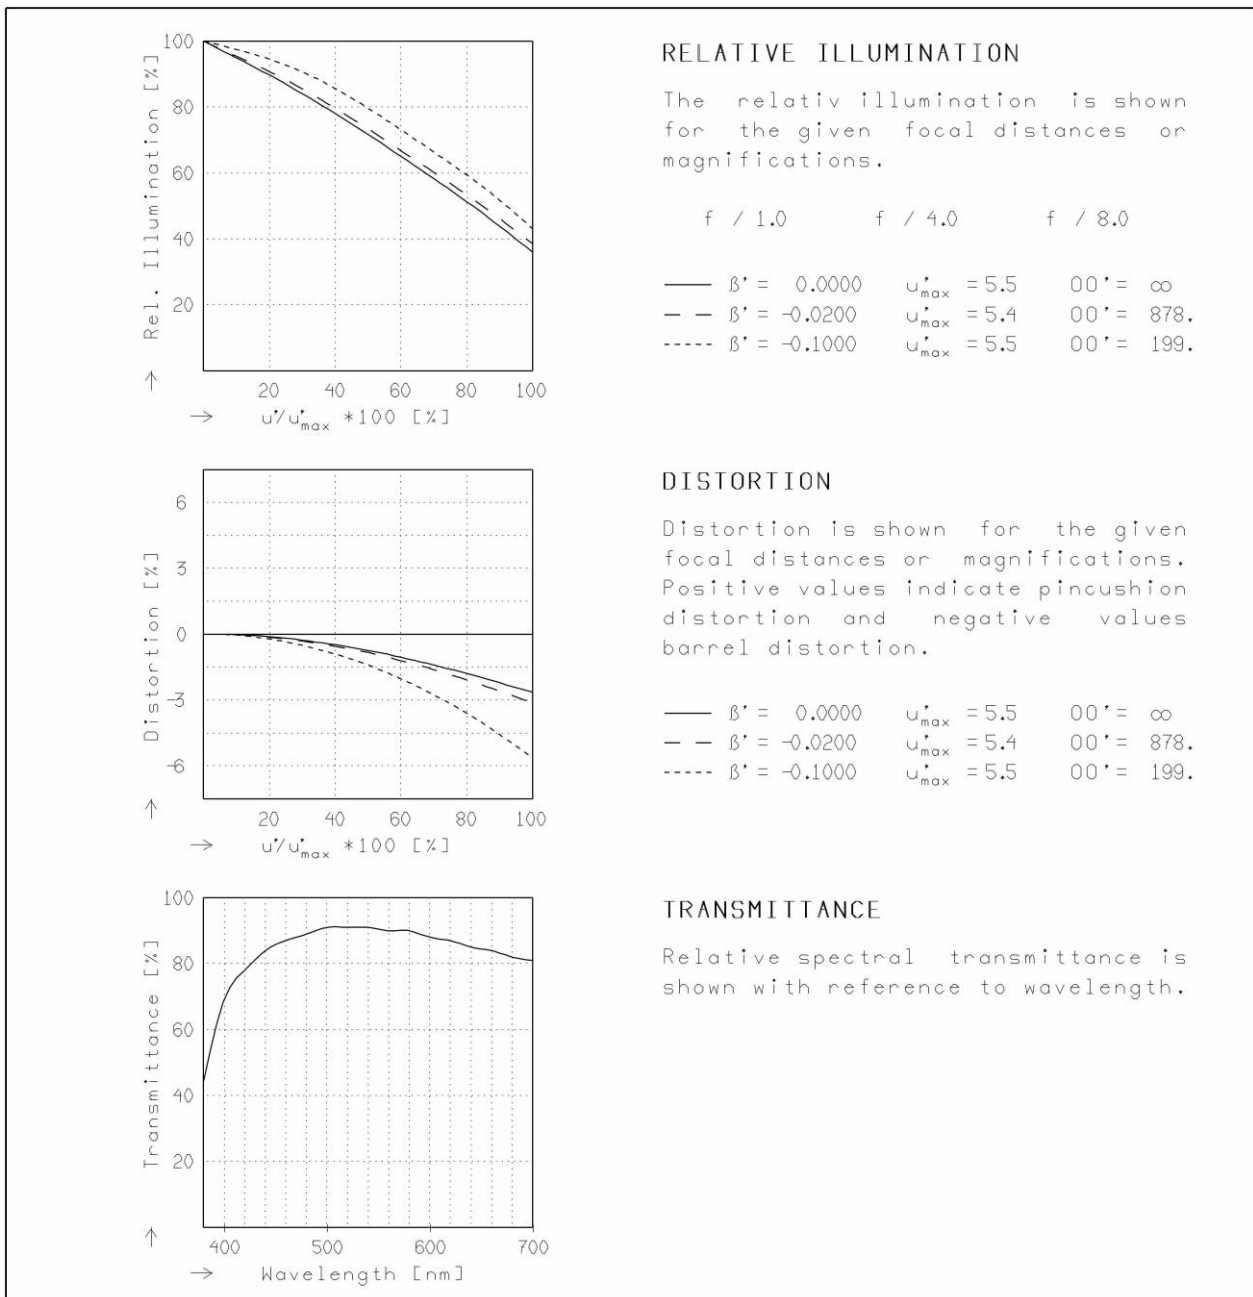 RELATIVE ILLUMINATION
The relativ illumination is shown
for the given focal distances or
magnifications.
f / 1.0 f / 4.0 f / 8.0
ß' = 0.0000 u'max = 5.5 OO' = ∞
ß' = -0.0200 u'max = 5.4 OO' = 878.
ß' = -0.1000 u'max = 5.5 OO' = 199.
Rel. Illumination [%]
100
80
60
40
20
20 40 60 80 100
u'/u'max *100 [%]
DISTORTION
Distortion is shown for the given
focal distances or magnifications.
Positive values indicate pincushion
distortion and negative values
barrel distortion.
ß' = 0.0000 u'max = 5.5 OO' = ∞
ß' = -0.0200 u'max = 5.4 OO' = 878.
ß' = -0.1000 u'max = 5.5 OO' = 199.
Distortion [%]
6
3
0
-3
-6
20 40 60 80 100
u'/u'max *100 [%]
TRANSMITTANCE
Relative spectral transmittance is
shown with reference to wavelength.
Transmittance [%]
100
80
60
40
20
400 500 600 700
Wavelength [nm]